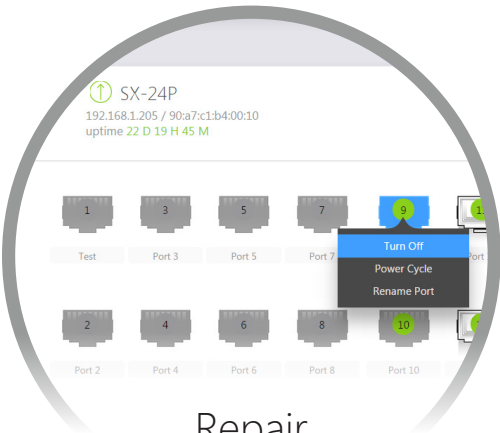 SX-24P
192.168.1.205 / 90:a7:c1:b4:00:10
uptime 22 D 19 H 45 M
1 3 5 7 9
Test Port 3 Port 5 Port 7 Port
Turn Off
Power Cycle
Rename Port
2 4 6 8 10
Port 2 Port 4 Port 6 Port 8 Port 10
Repair